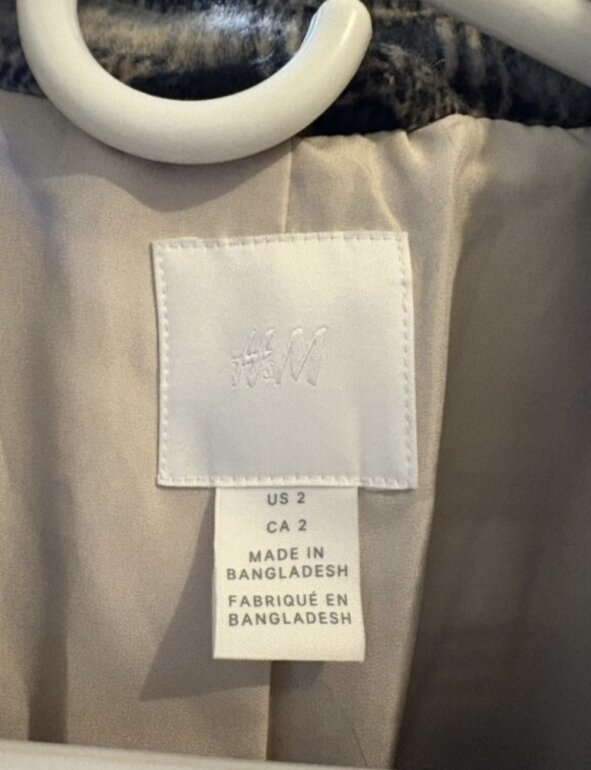 H&M
US 2
CA 2
MADE IN
BANGLADESH
FABRIQUÉ EN
BANGLADESH